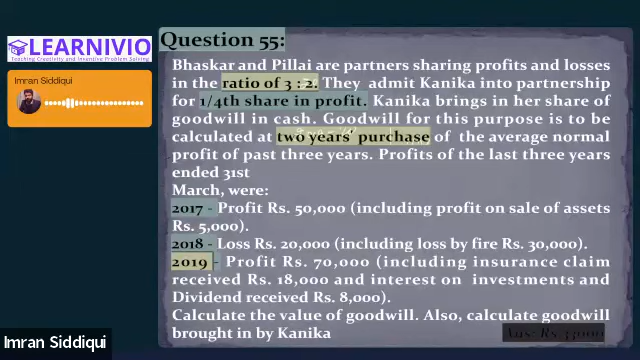 LEARNIVIO
Teaching Creativity and Inventive Problem Solving
Imran Siddiqui
Question 55:
Bhaskar and Pillai are partners sharing profits and losses
in the ratio of 3 : 2. They admit Kanika into partnership
for 1/4th share in profit. Kanika brings in her share of
goodwill in cash. Goodwill for this purpose is to be
calculated at two years' purchase of the average normal
profit of past three years. Profits of the last three years
ended 31st
March, were:
2017 - Profit Rs. 50,000 (including profit on sale of assets
Rs. 5,000).
2018 - Loss Rs. 20,000 (including loss by fire Rs. 30,000).
2019 - Profit Rs. 70,000 (including insurance claim
received Rs. 18,000 and interest on investments and
Dividend received Rs. 8,000).
Calculate the value of goodwill. Also, calculate goodwill
brought in by Kanika
Imran Siddiqui